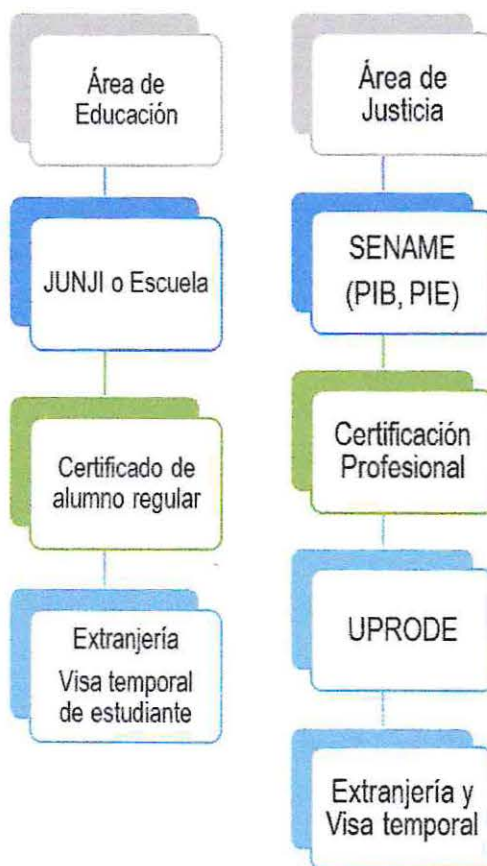 Área de
Educación
JUNJI o Escuela
Certificado de
alumno regular
Extranjería
Visa temporal
de estudiante
Área de
Justicia
SENAME
(PIB, PIE)
Certificación
Profesional
UPRODE
Extranjería y
Visa temporal